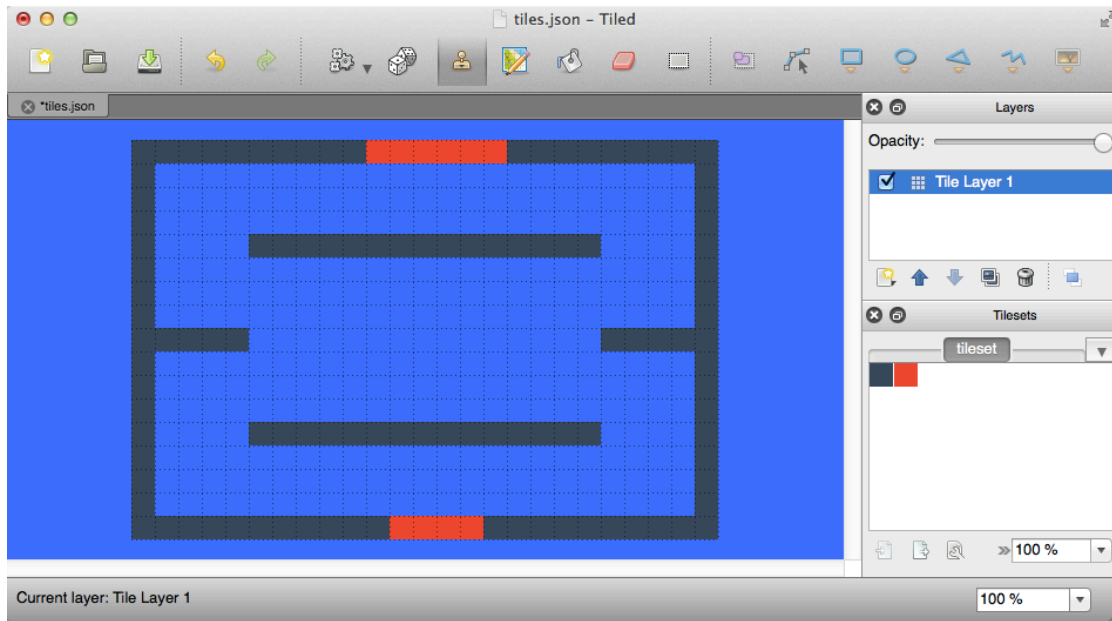 tiles.json – Tiled
*tiles.json
Layers
Opacity:
Tile Layer 1
Tilesets
tileset
100 %
Current layer: Tile Layer 1
100 %